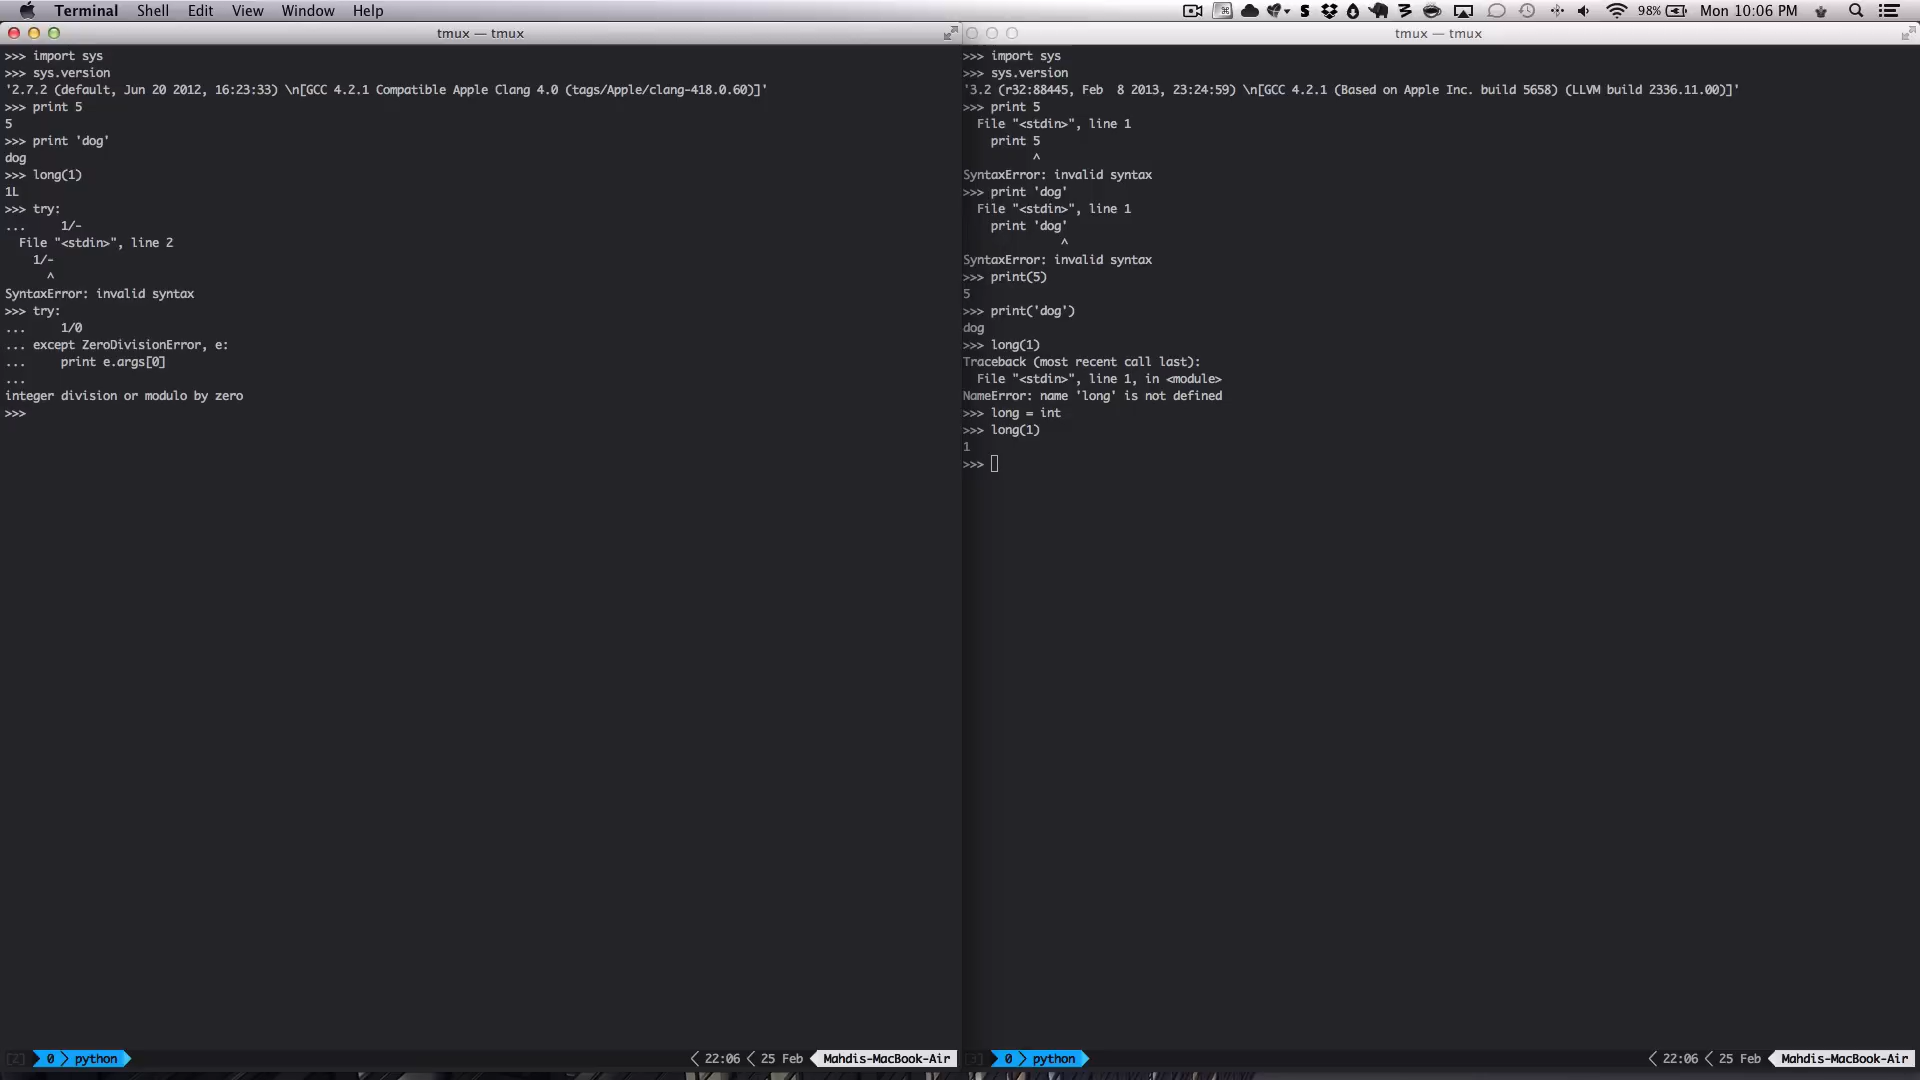 Terminal Shell Edit View Window Help 98% Mon 10:06 PM
tmux — tmux
>>> import sys
>>> sys.version
'2.7.2 (default, Jun 20 2012, 16:23:33) \n[GCC 4.2.1 Compatible Apple Clang 4.0 (tags/Apple/clang-418.0.60)]'
>>> print 5
5
>>> print 'dog'
dog
>>> long(1)
1L
>>> try:
...     1/-
  File "<stdin>", line 2
    1/-
      ^
SyntaxError: invalid syntax
>>> try:
...     1/0
... except ZeroDivisionError, e:
...     print e.args[0]
...
integer division or modulo by zero
>>>
[2] 0 python 22:06 25 Feb Mahdis-MacBook-Air
tmux — tmux
>>> import sys
>>> sys.version
'3.2 (r32:88445, Feb  8 2013, 23:24:59) \n[GCC 4.2.1 (Based on Apple Inc. build 5658) (LLVM build 2336.11.00)]'
>>> print 5
  File "<stdin>", line 1
    print 5
          ^
SyntaxError: invalid syntax
>>> print 'dog'
  File "<stdin>", line 1
    print 'dog'
              ^
SyntaxError: invalid syntax
>>> print(5)
5
>>> print('dog')
dog
>>> long(1)
Traceback (most recent call last):
  File "<stdin>", line 1, in <module>
NameError: name 'long' is not defined
>>> long = int
>>> long(1)
1
>>>
[3] 0 python 22:06 25 Feb Mahdis-MacBook-Air